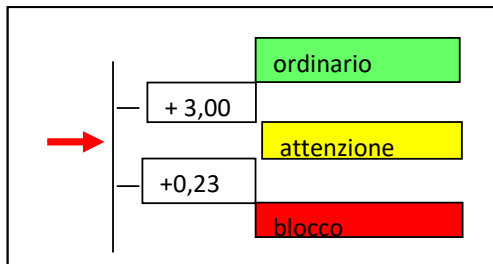 ordinario
+ 3,00
attenzione
+0,23
blocco